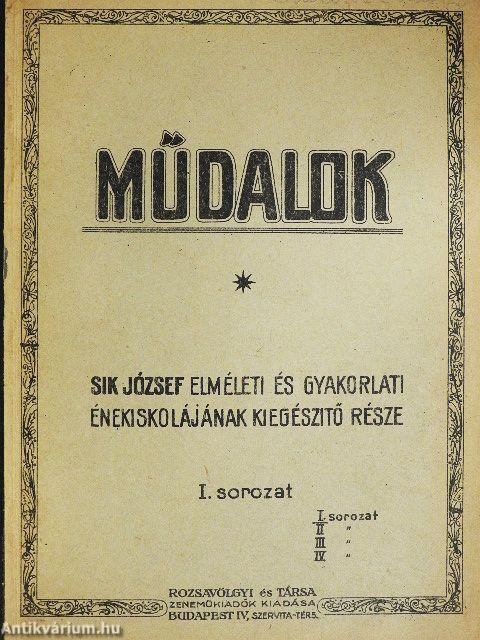 MŰDALOK
*
SIK JÓZSEF ELMÉLETI ÉS GYAKORLATI
ÉNEKISKOLÁJÁNAK KIEGÉSZITŐ RÉSZE
I. sorozat
I. sorozat
II "
III "
IV. "
ROZSAVÖLGYI és TÁRSA
ZENEMŰKIADÓK KIADÁSA
BUDAPEST IV, SZERVITA-TÉR 5.
Antikvárium.hu